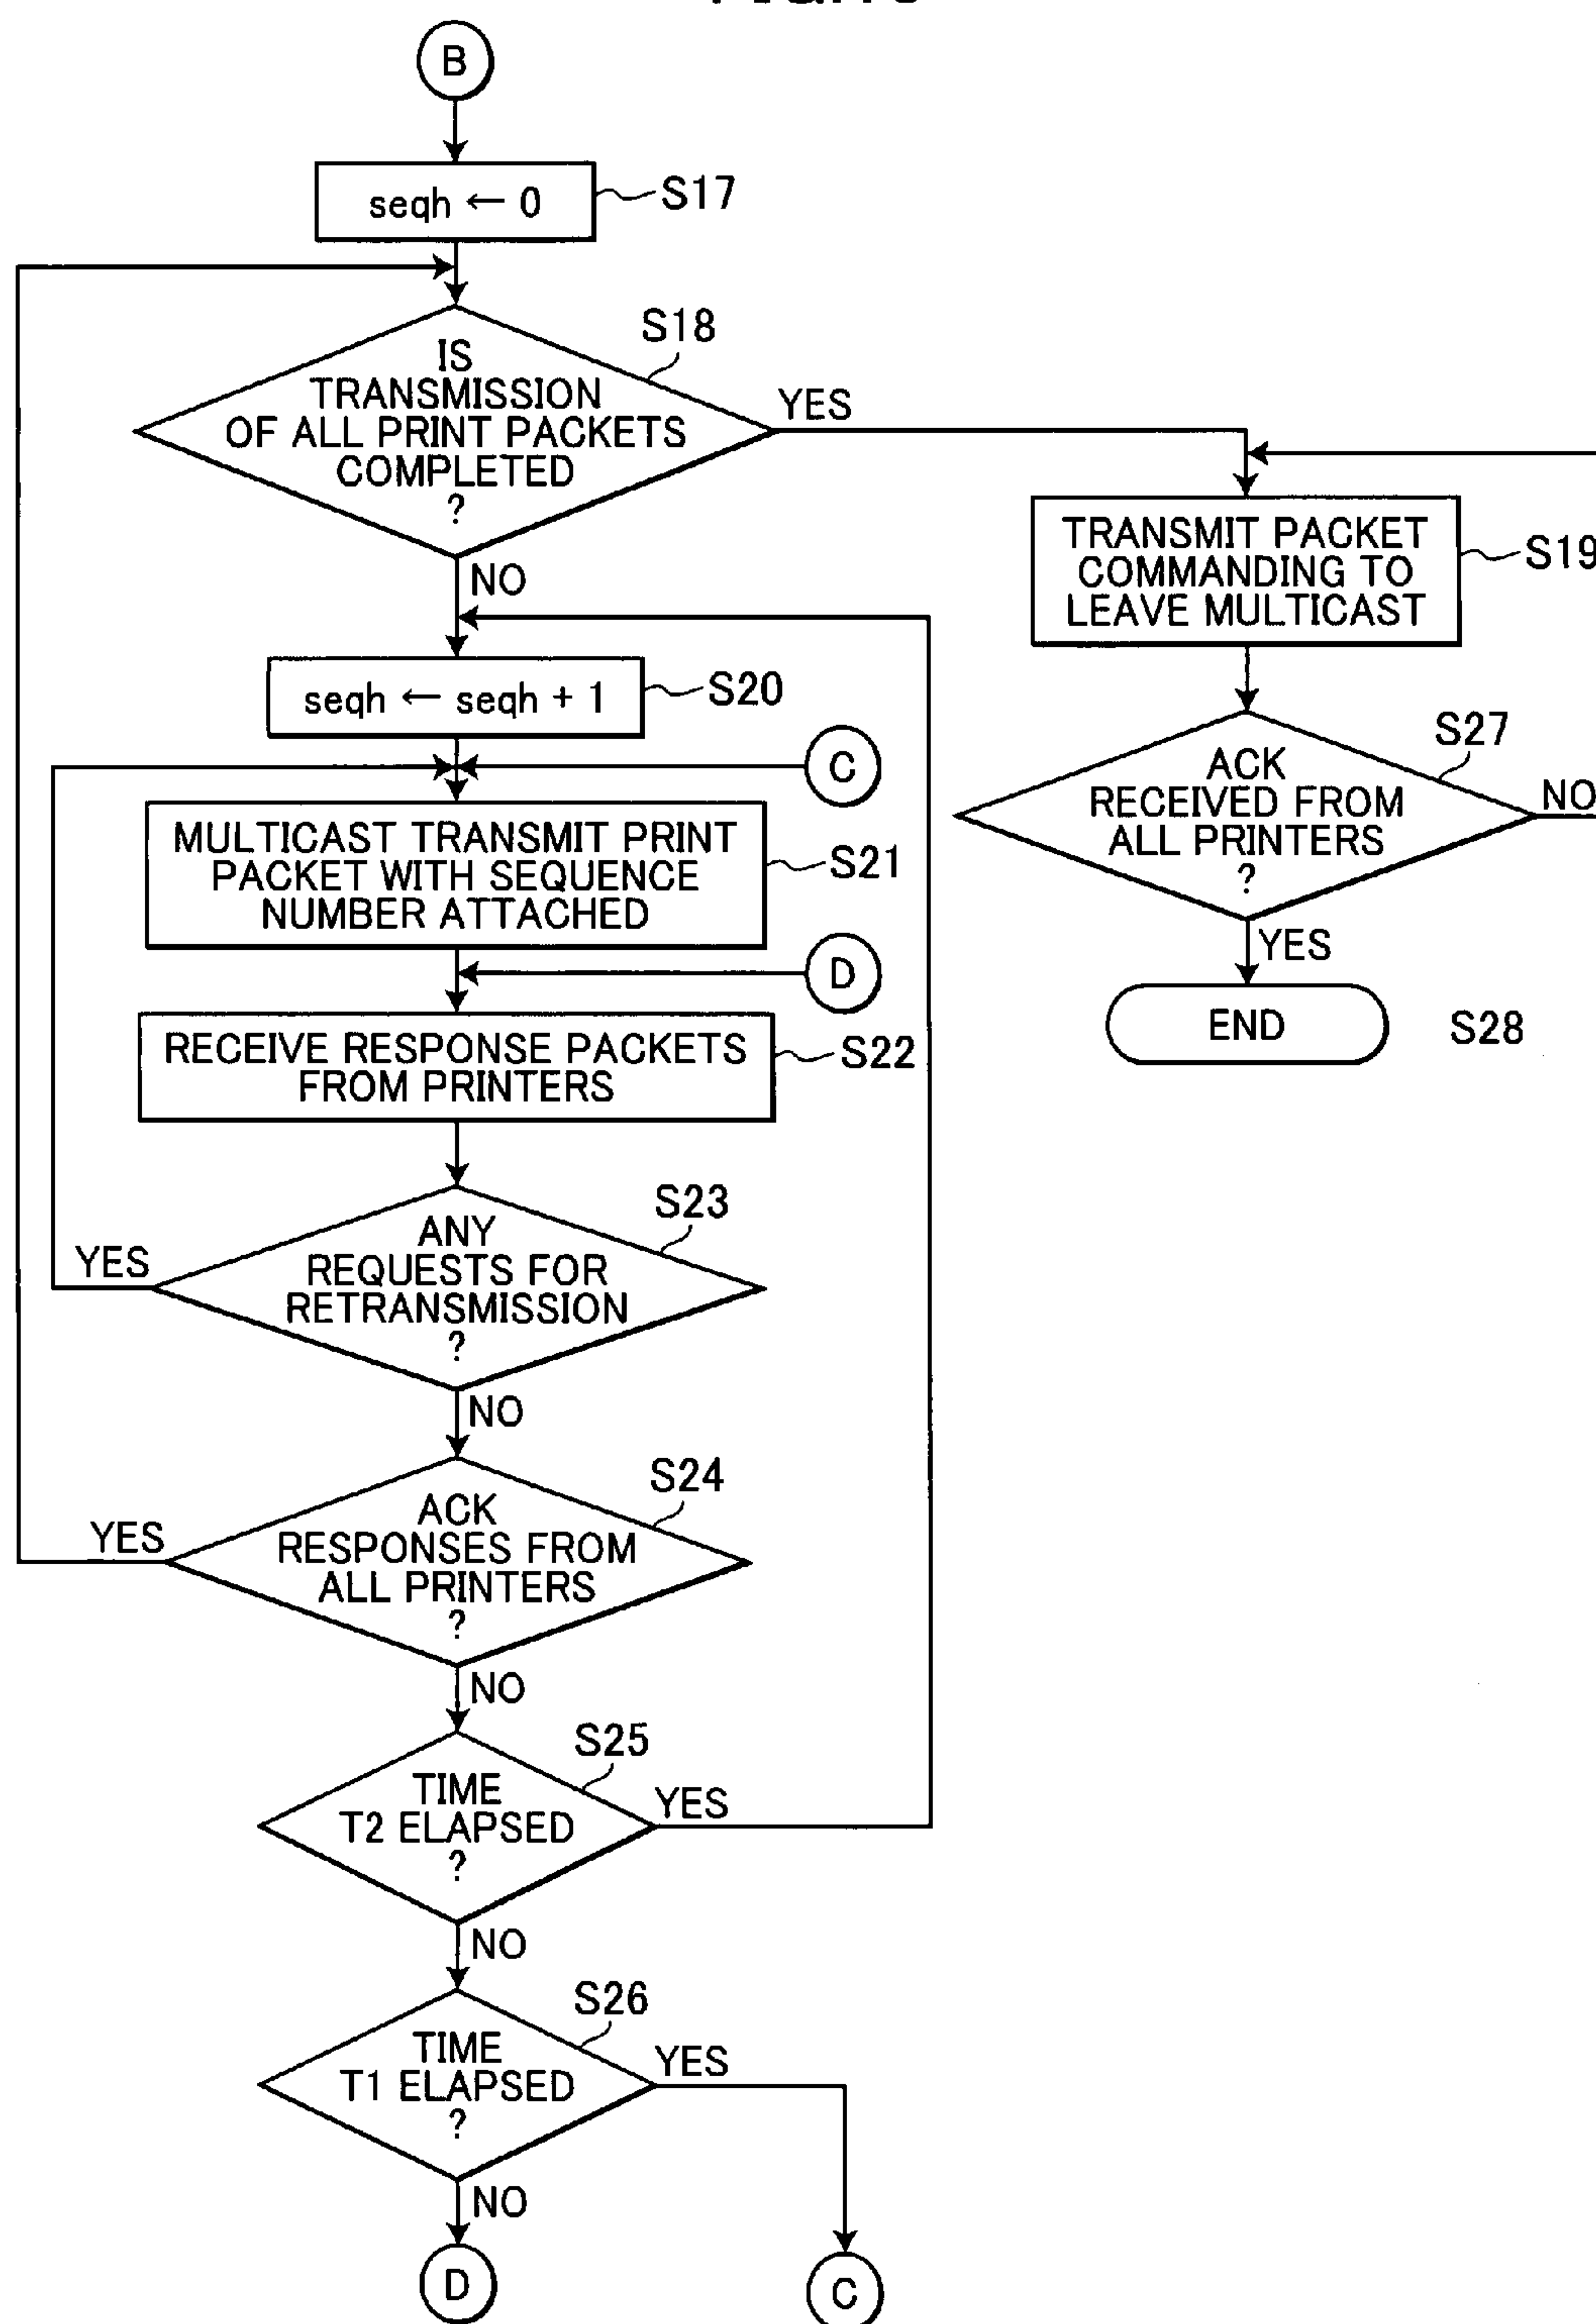 B
seqh ← 0
S17
S18
IS
TRANSMISSION
OF ALL PRINT PACKETS
COMPLETED
?
YES
NO
TRANSMIT PACKET
COMMANDING TO
LEAVE MULTICAST
S19
seqh ← seqh + 1
S20
C
S27
ACK
RECEIVED FROM
ALL PRINTERS
?
NO
YES
END
S28
MULTICAST TRANSMIT PRINT
PACKET WITH SEQUENCE
NUMBER ATTACHED
S21
D
RECEIVE RESPONSE PACKETS
FROM PRINTERS
S22
S23
ANY
REQUESTS FOR
RETRANSMISSION
?
YES
NO
S24
ACK
RESPONSES FROM
ALL PRINTERS
?
YES
NO
S25
TIME
T2 ELAPSED
?
YES
NO
S26
TIME
T1 ELAPSED
?
YES
NO
D
C